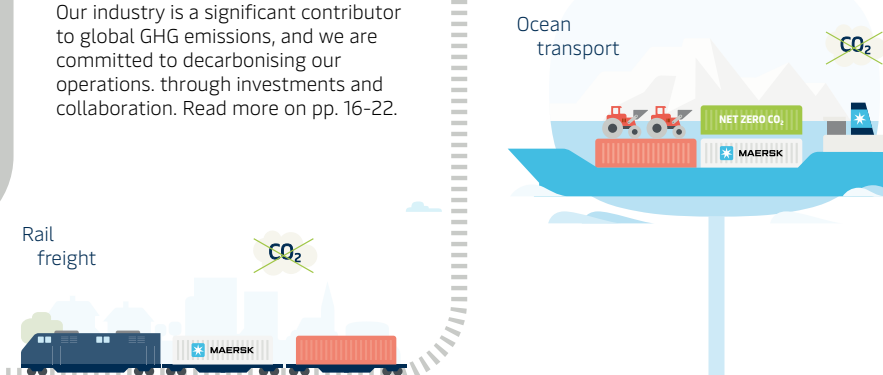 Our industry is a significant contributor
to global GHG emissions, and we are
committed to decarbonising our
operations. through investments and
collaboration. Read more on pp. 16–22.
Ocean
transport
CO₂
NET ZERO CO₂
MAERSK
Rail
freight
CO₂
MAERSK